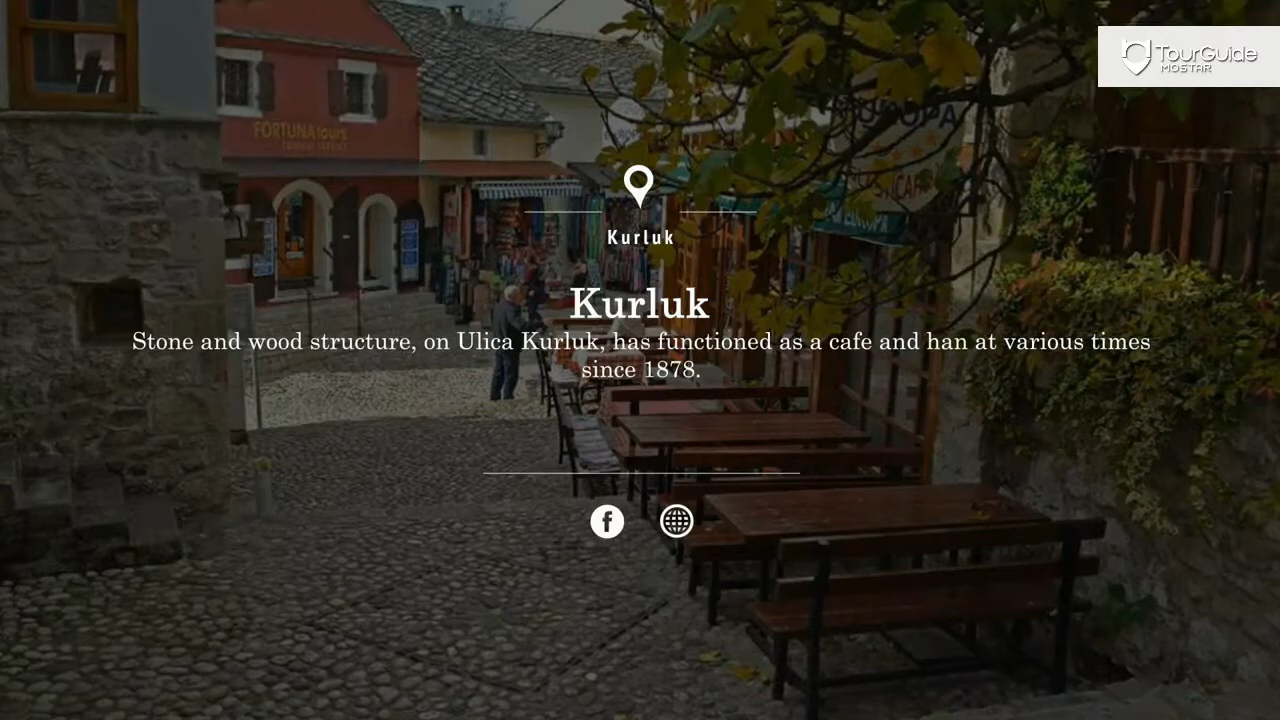 TourGuide
MOSTAR
FORTUNA tours
Kurluk
Kurluk
Stone and wood structure, on Ulica Kurluk, has functioned as a cafe and han at various times
since 1878.